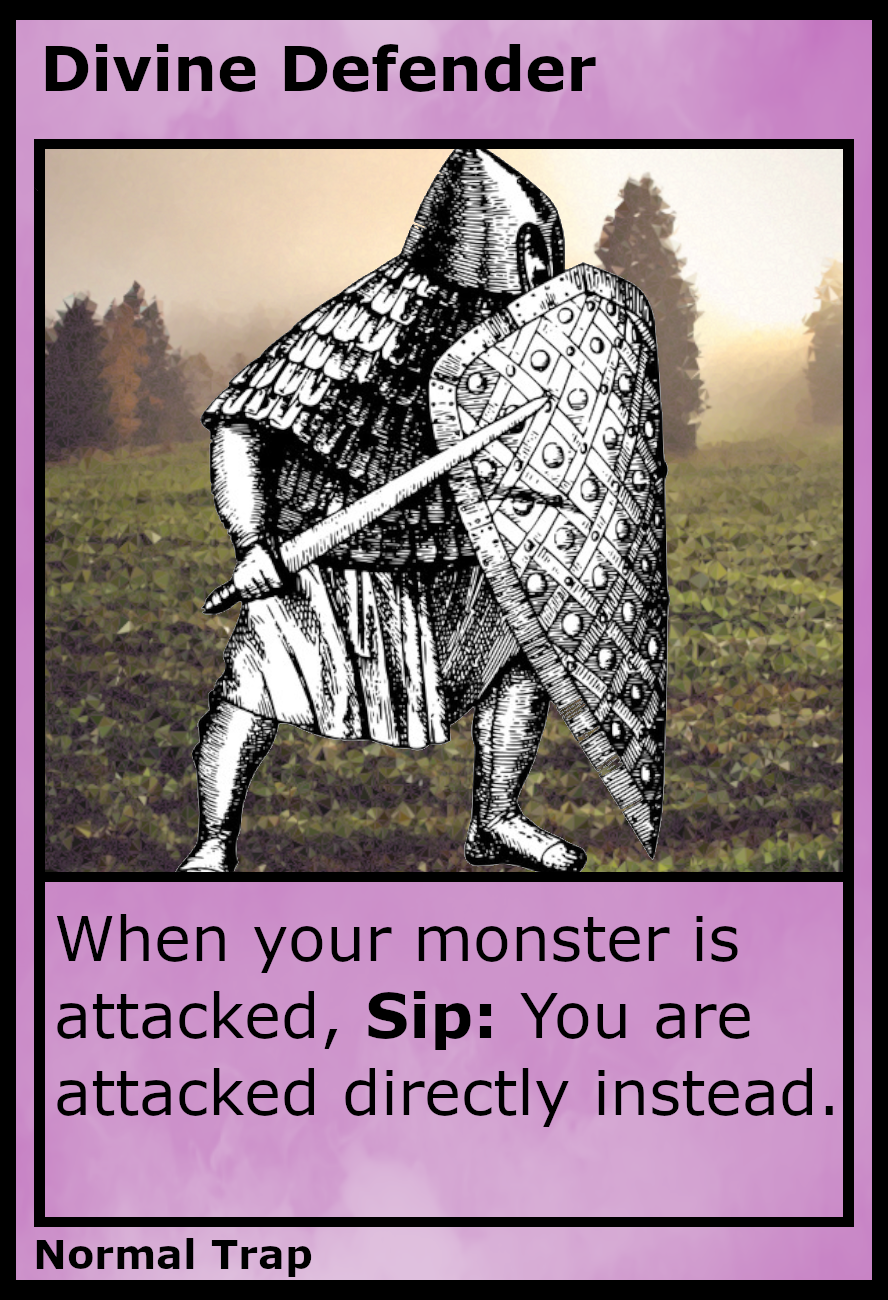 Divine Defender
When your monster is
attacked, Sip: You are
attacked directly instead.
Normal Trap